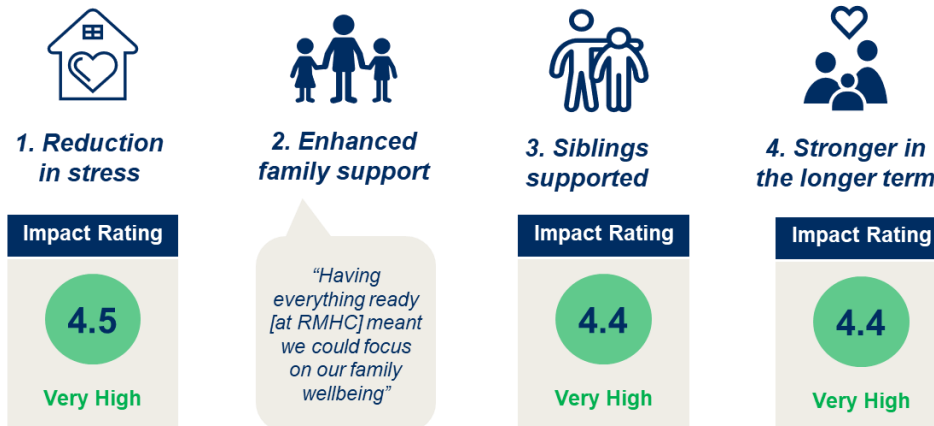 1. Reduction
in stress
Impact Rating
4.5
Very High
2. Enhanced
family support
“Having
everything ready
[at RMHC] meant
we could focus
on our family
wellbeing”
3. Siblings
supported
Impact Rating
4.4
Very High
4. Stronger in
the longer term
Impact Rating
4.4
Very High